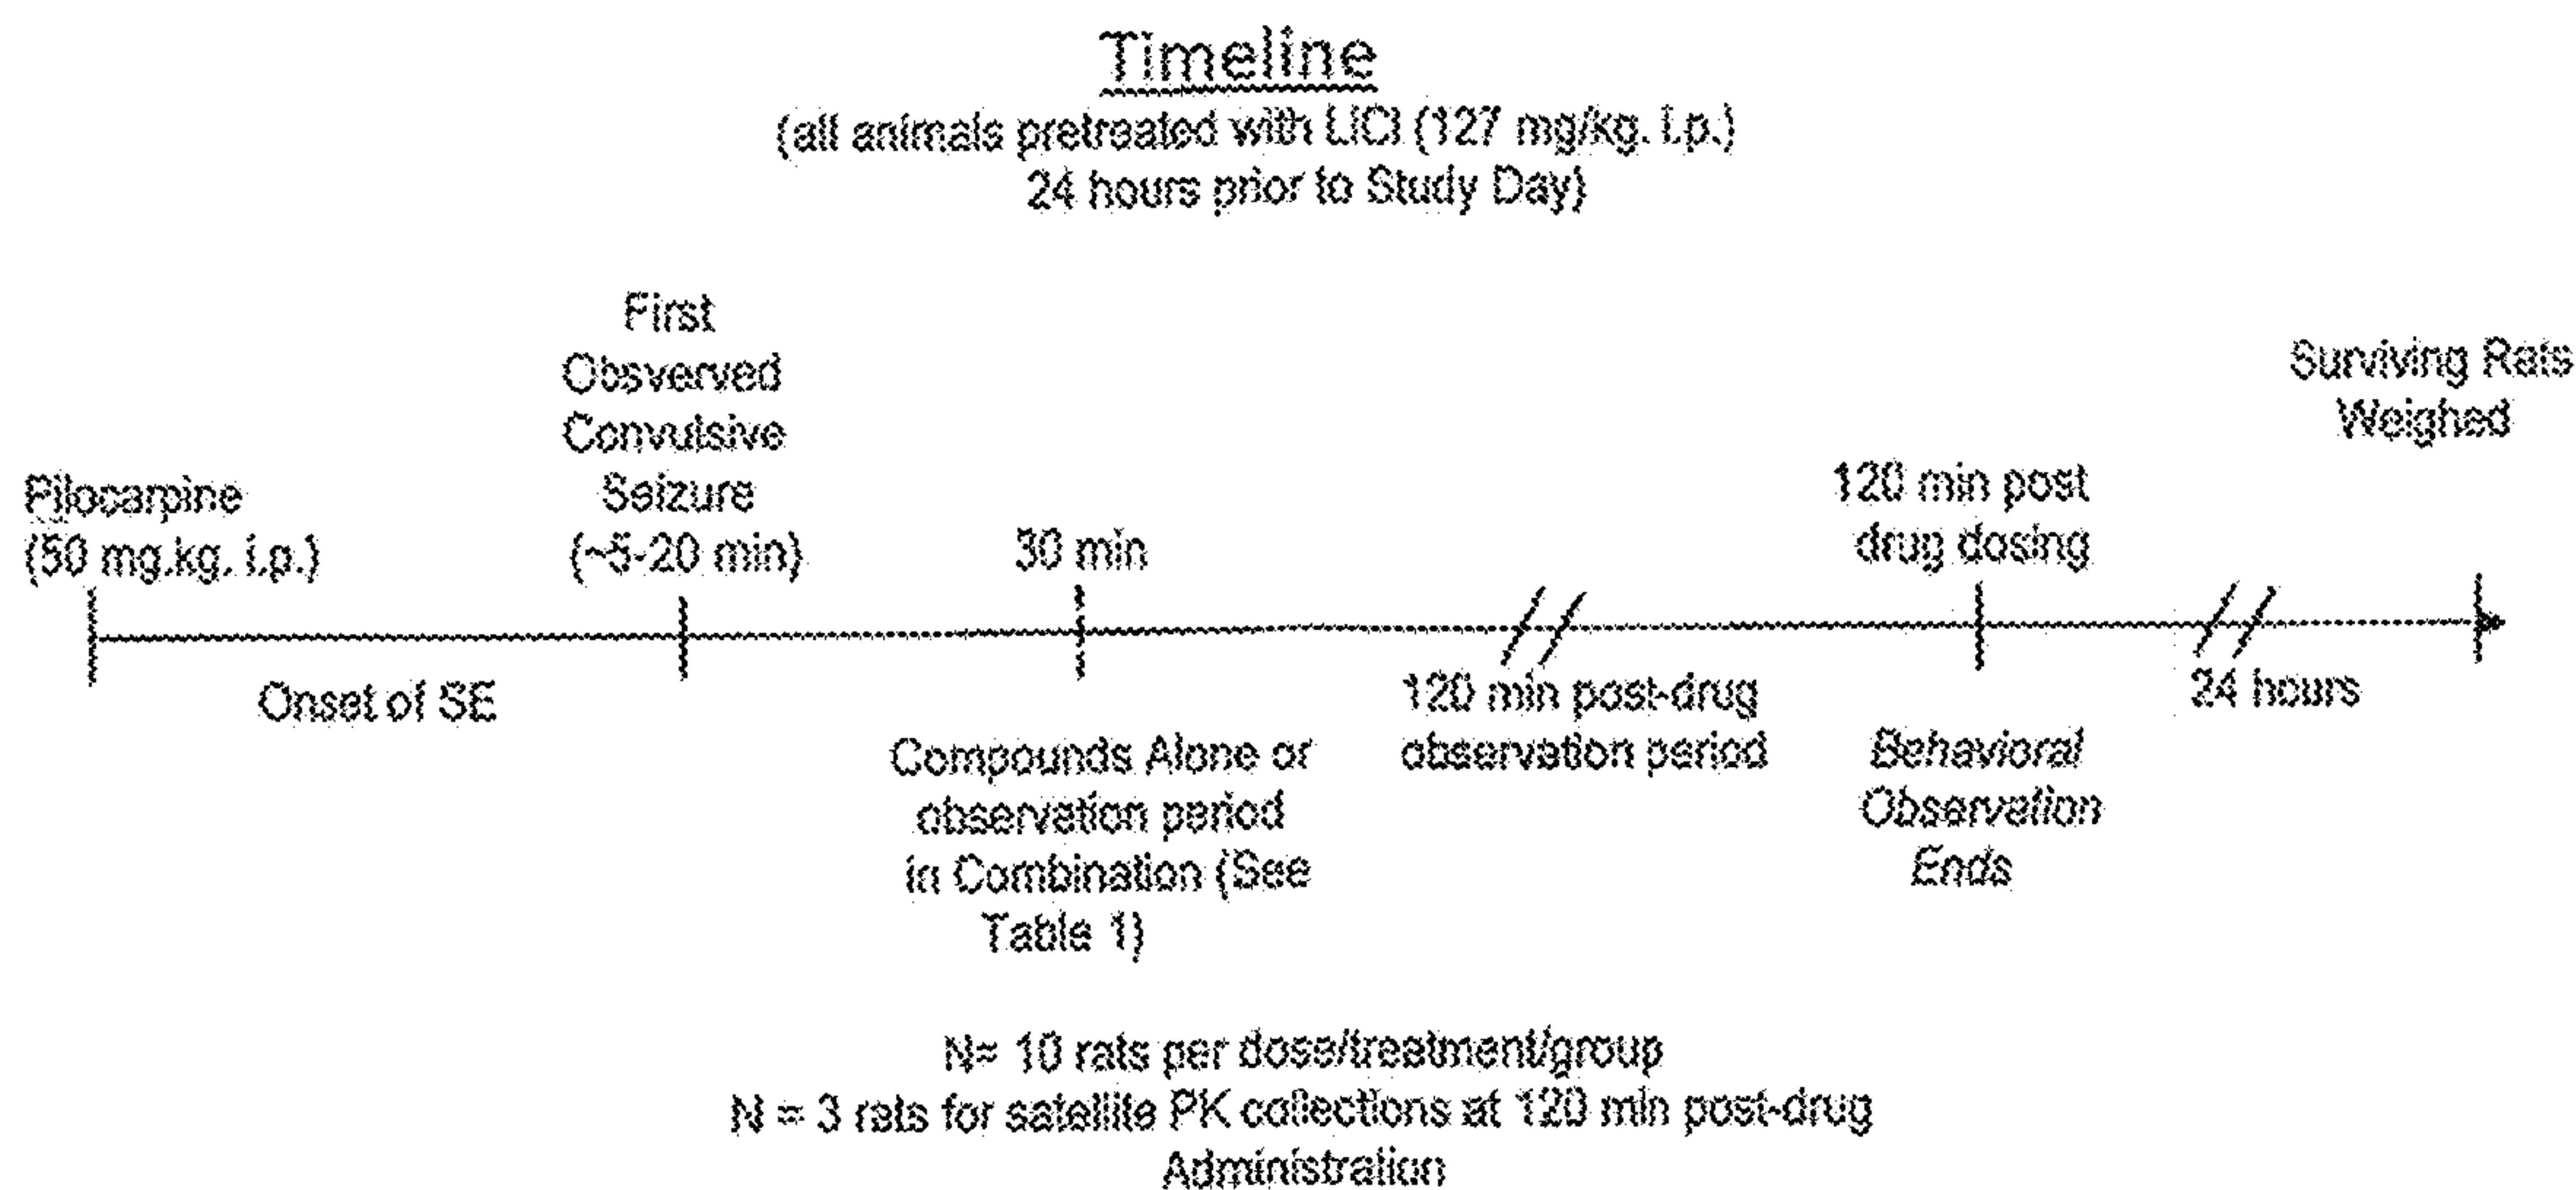 Timeline
(all animals pretreated with LiCl (127 mg/kg. i.p.)
24 hours prior to Study Day)
Pilocarpine
(50 mg.kg. i.p.)
First
Obsverved
Convulsive
Seizure
(~5-20 min)
30 min
120 min post
drug dosing
Surviving Rats
Weighed
Onset of SE
Compounds Alone or
observation period
in Combination (See
Table 1)
120 min post-drug
observation period
Behavioral
Observation
Ends
24 hours
N= 10 rats per dose/treatment/group
N = 3 rats for satellite PK collections at 120 min post-drug
Administration